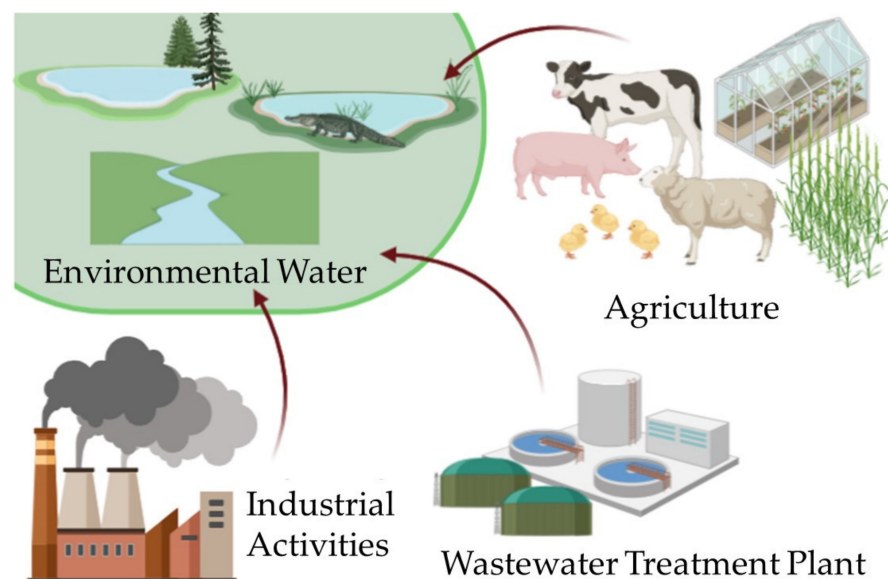 Environmental Water
Agriculture
Industrial
Activities
Wastewater Treatment Plant